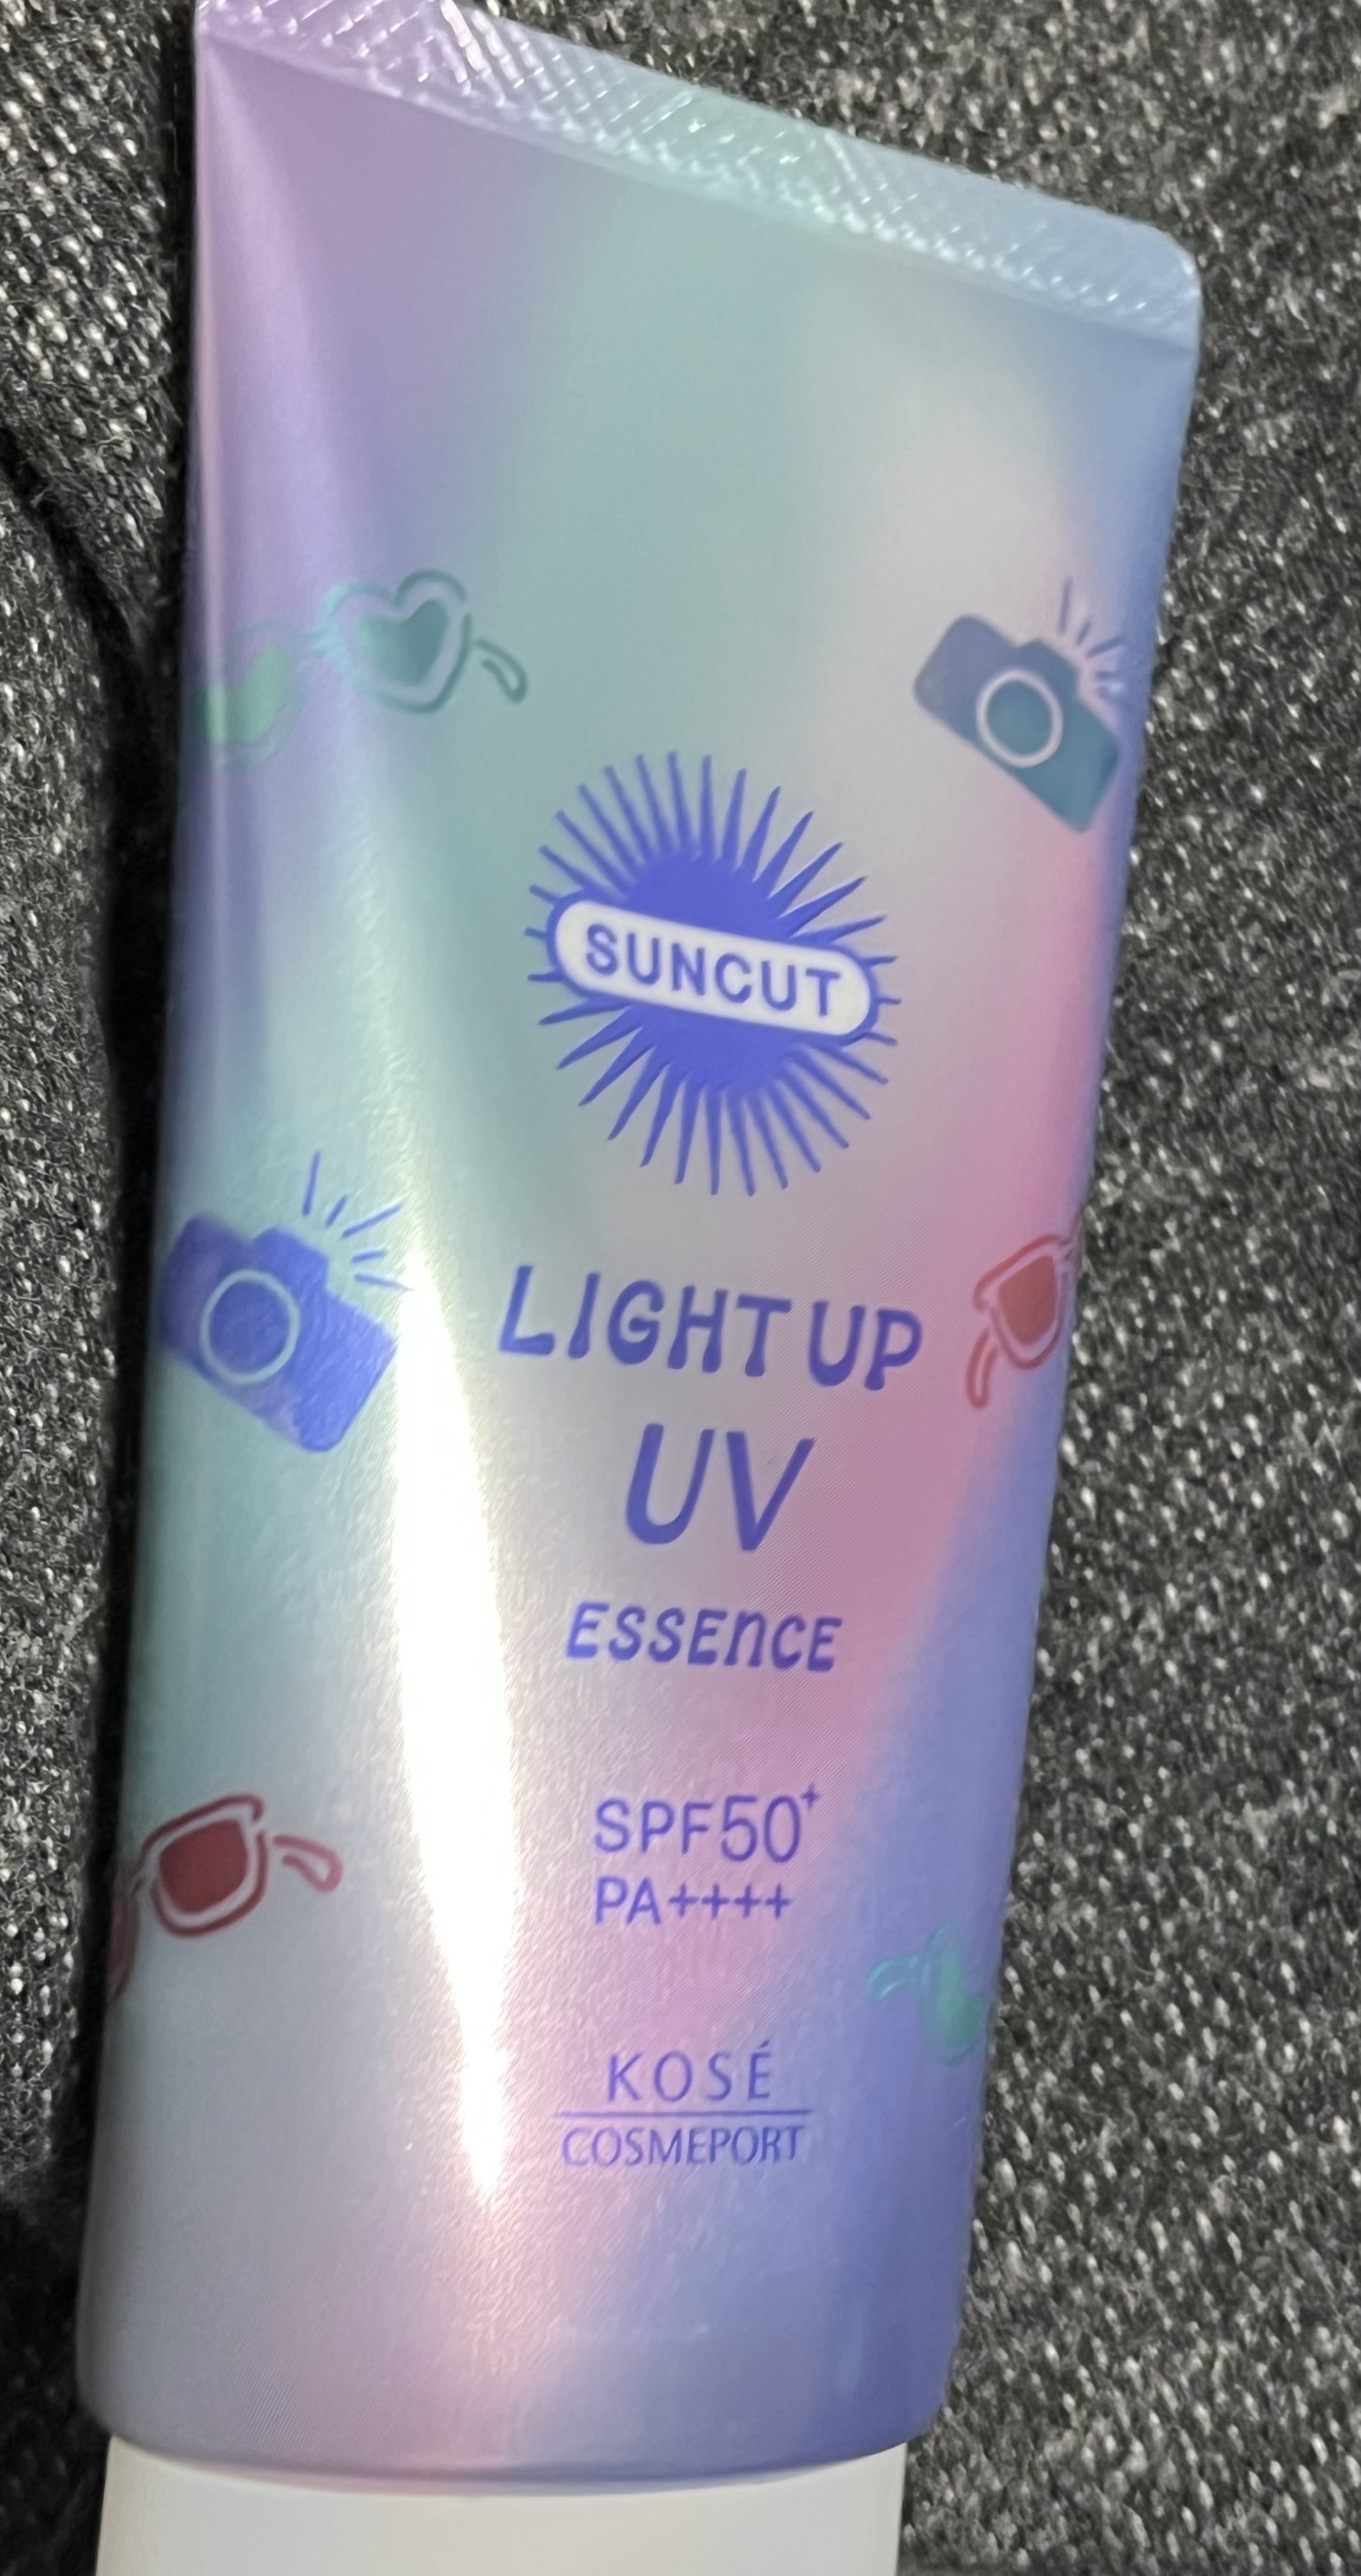 SUNCUT
LIGHT UP
UV
ESSENCE
SPF50+
PA++++
KOSÉ
COSMEPORT